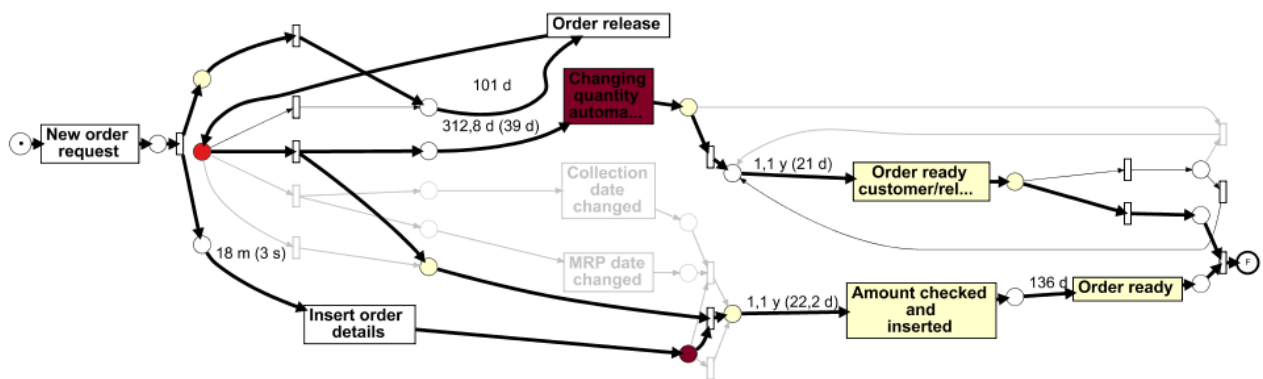 Order release
101 d
Changing
quantity
automa...
312,8 d (39 d)
New order
request
Collection
date
changed
1,1 y (21 d)
Order ready
customer/rel...
18 m (3 s)
MRP date
changed
F
136 d
Order ready
1,1 y (22,2 d)
Amount checked
and
inserted
Insert order
details